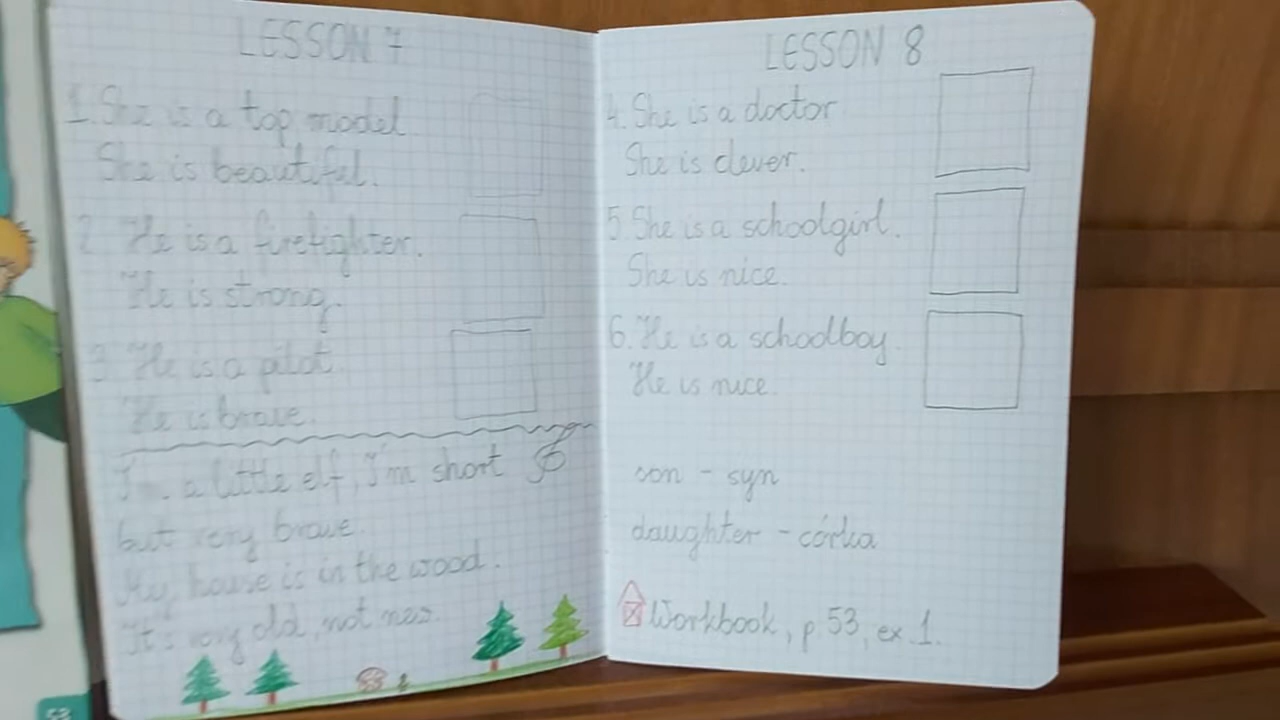 LESSON 7
1. She is a top model
She is beautiful.
2 He is a firefighter.
He is strong.
3 He is a pilot
He is brave.
I'm a little elf, I'm short
but very brave.
My house is in the wood.
It's very old, not new.
LESSON 8
4. She is a doctor
She is clever.
5 She is a schoolgirl.
She is nice.
6. He is a schoolboy.
He is nice.
son - syn
daughter - córka
Workbook, p 53, ex. 1.